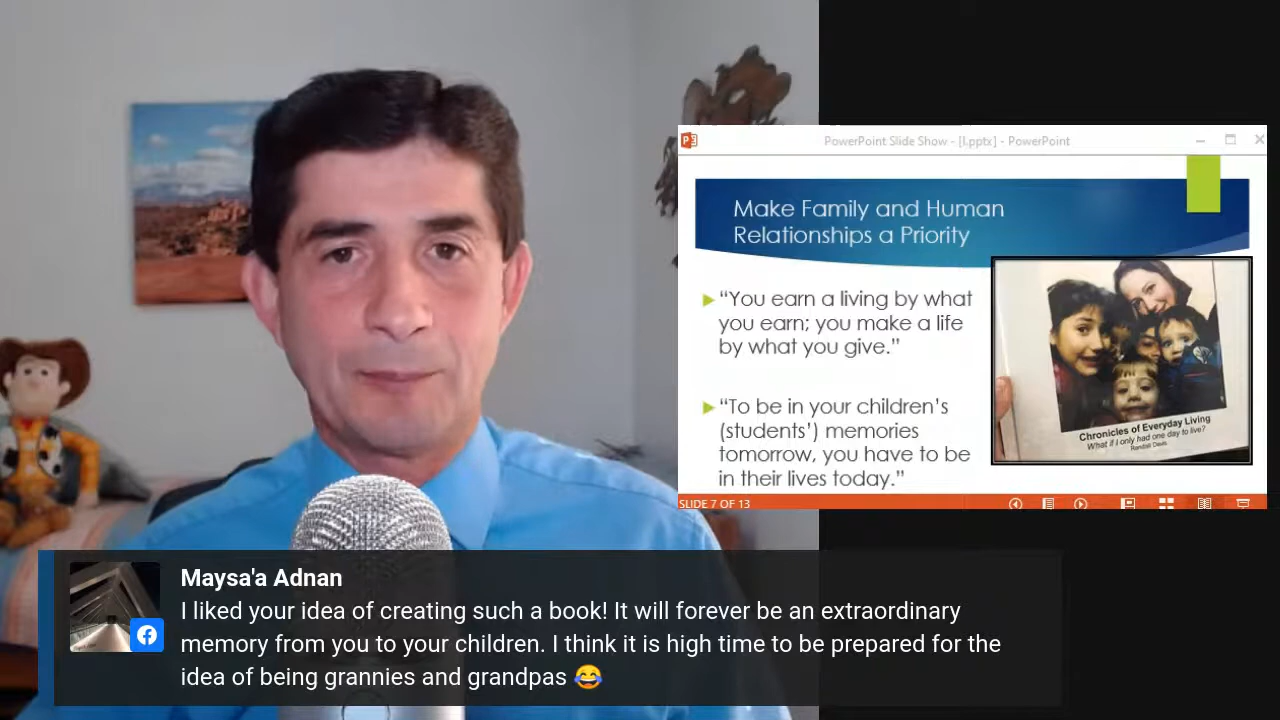 PowerPoint Slide Show - [I.pptx] - PowerPoint
Make Family and Human
Relationships a Priority
“You earn a living by what
you earn; you make a life
by what you give.”
“To be in your children’s
(students’) memories
tomorrow, you have to be
in their lives today.”
Chronicles of Everyday Living
What if I only had one day to live?
Randall Davis
SLIDE 7 OF 13
Maysa'a Adnan
I liked your idea of creating such a book! It will forever be an extraordinary
memory from you to your children. I think it is high time to be prepared for the
idea of being grannies and grandpas 😂